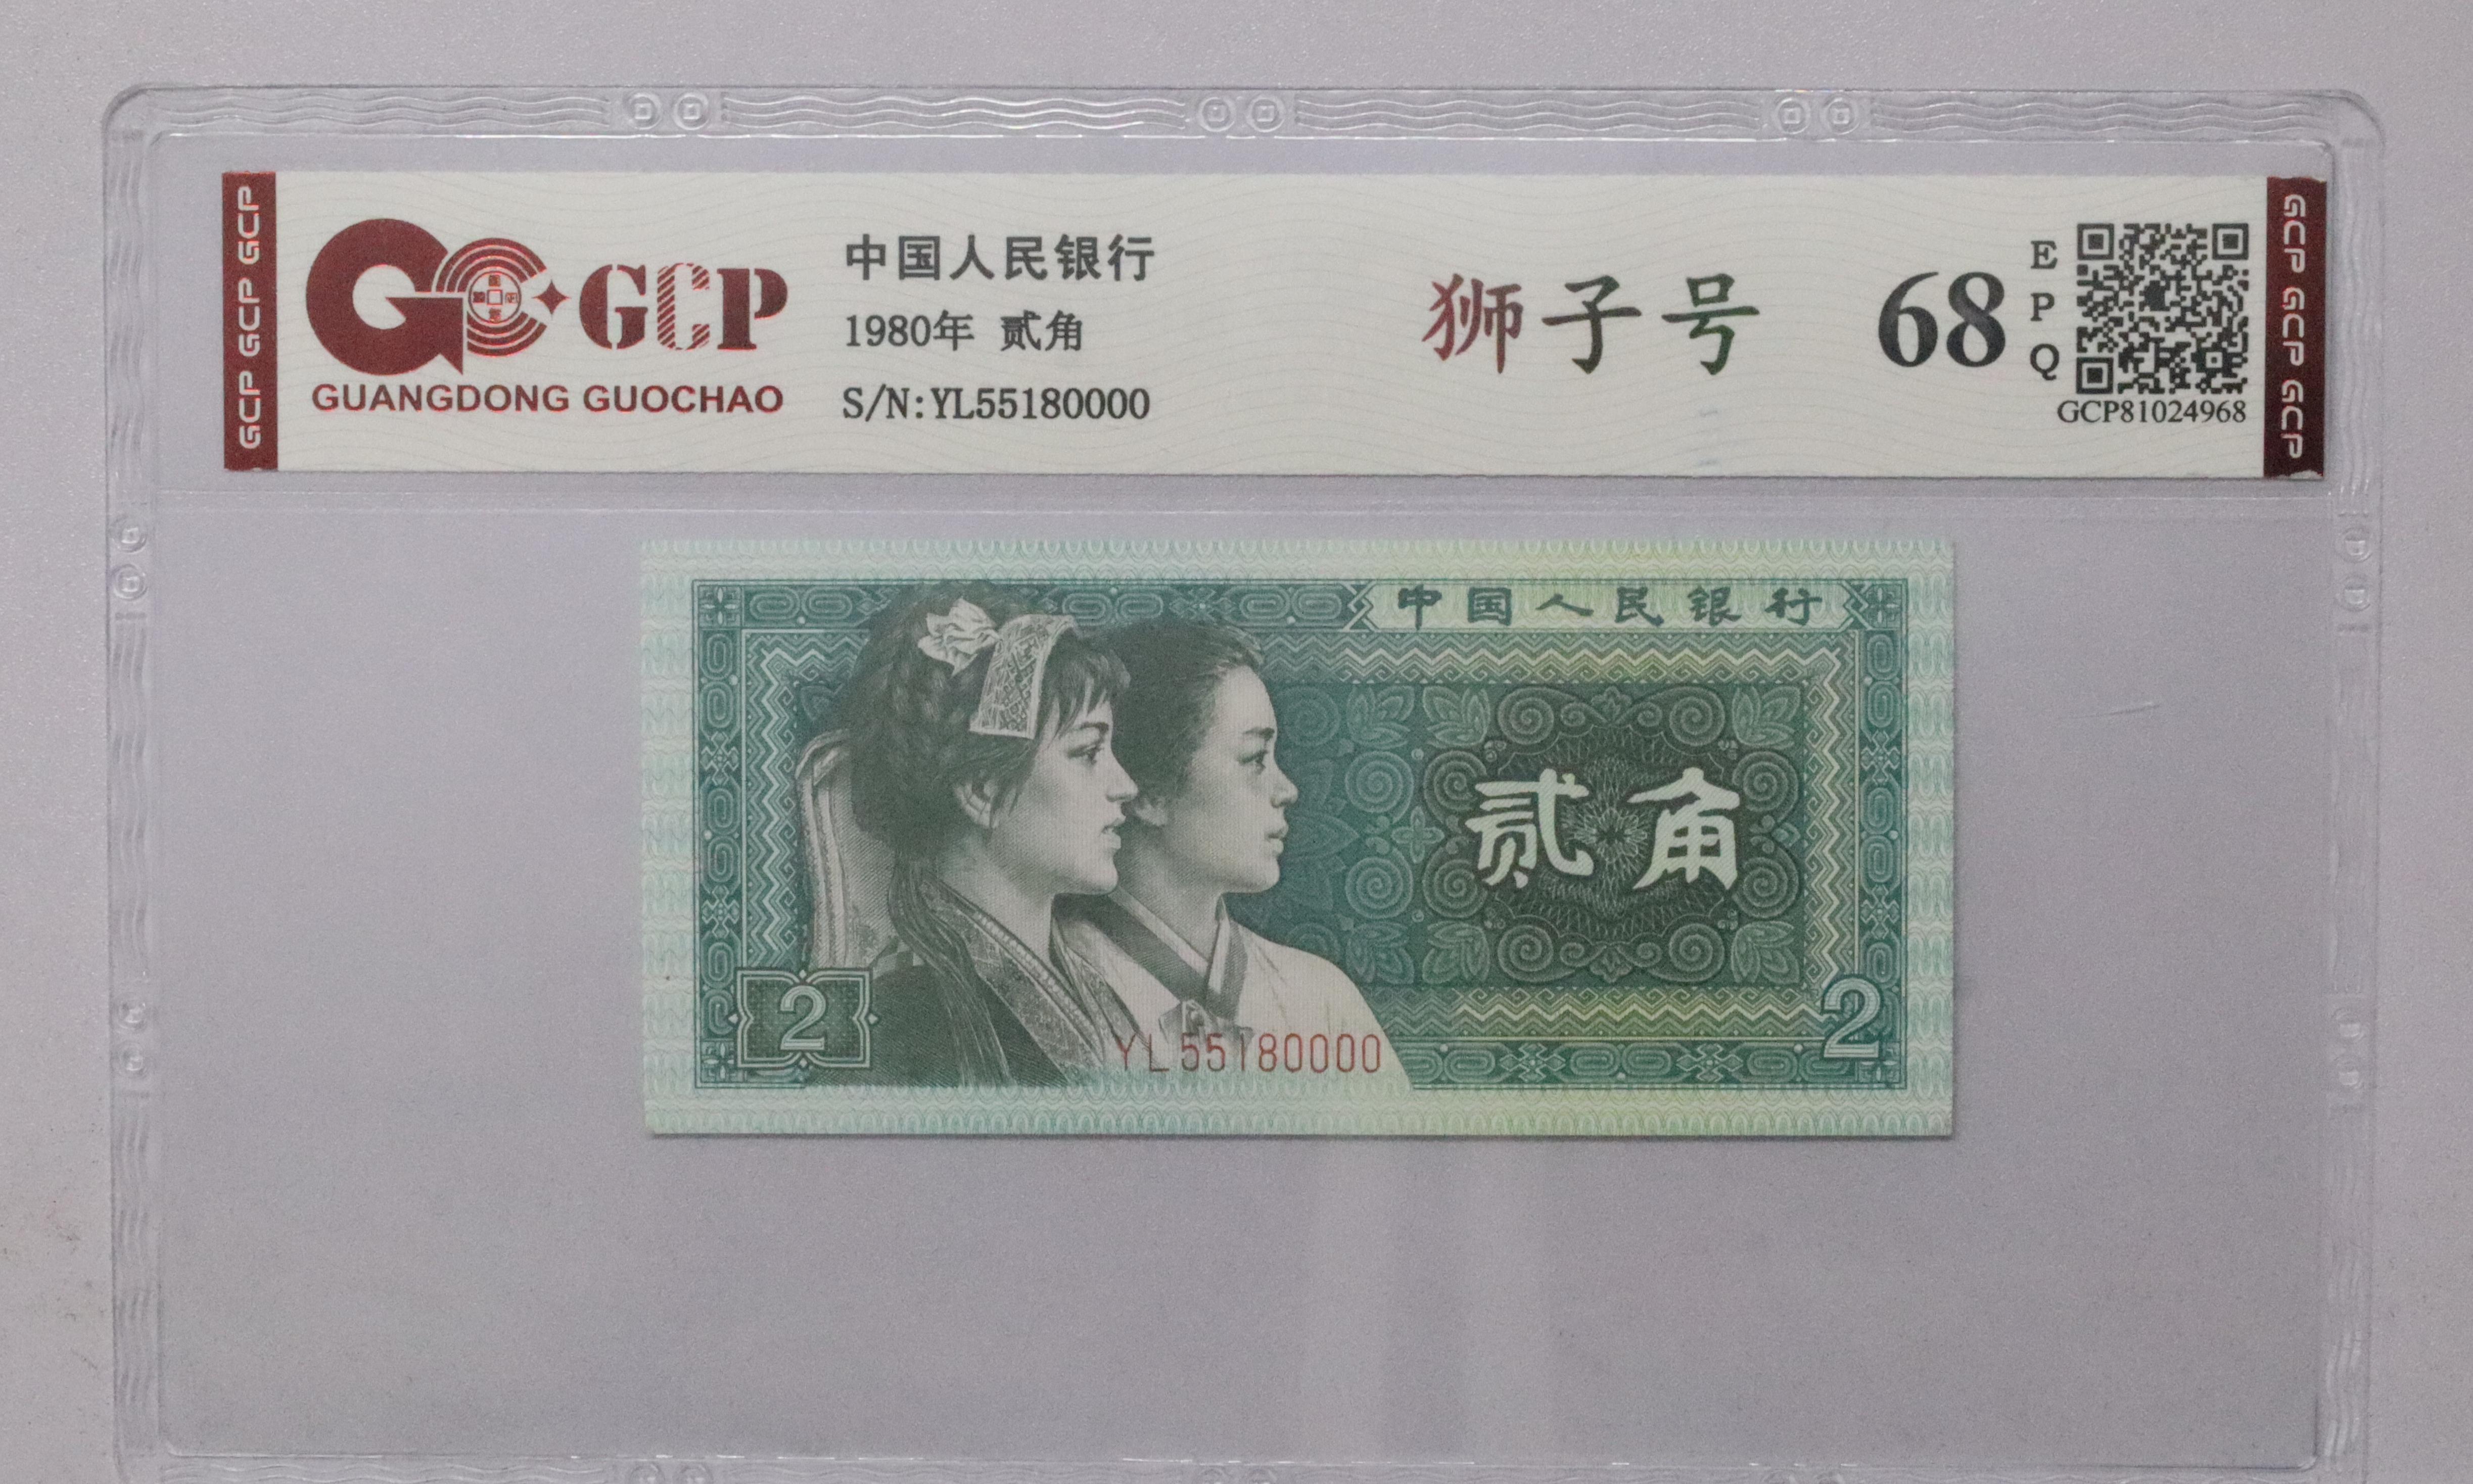 GCP GCP GCP
GCP
GUANGDONG GUOCHAO
中国人民银行
1980年 贰角
S/N:YL55180000
狮子号
68
E
P
Q
GCP81024968
GCP GCP GCP
中国人民银行
贰角
2
YL55180000
2